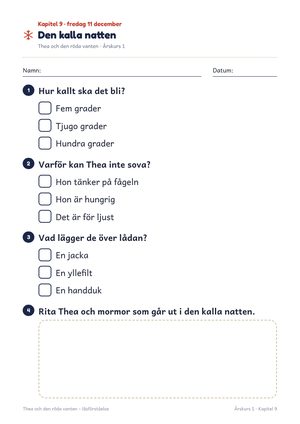 Kapitel 9 · fredag 11 december
Den kalla natten
Thea och den röda vanten · Årskurs 1
Namn:
Datum:
1 Hur kallt ska det bli?
Fem grader
Tjugo grader
Hundra grader
2 Varför kan Thea inte sova?
Hon tänker på fågeln
Hon är hungrig
Det är för ljust
3 Vad lägger de över lådan?
En jacka
En yllefilt
En handduk
4 Rita Thea och mormor som går ut i den kalla natten.
Thea och den röda vanten – läsförståelse
Årskurs 1 · Kapitel 9